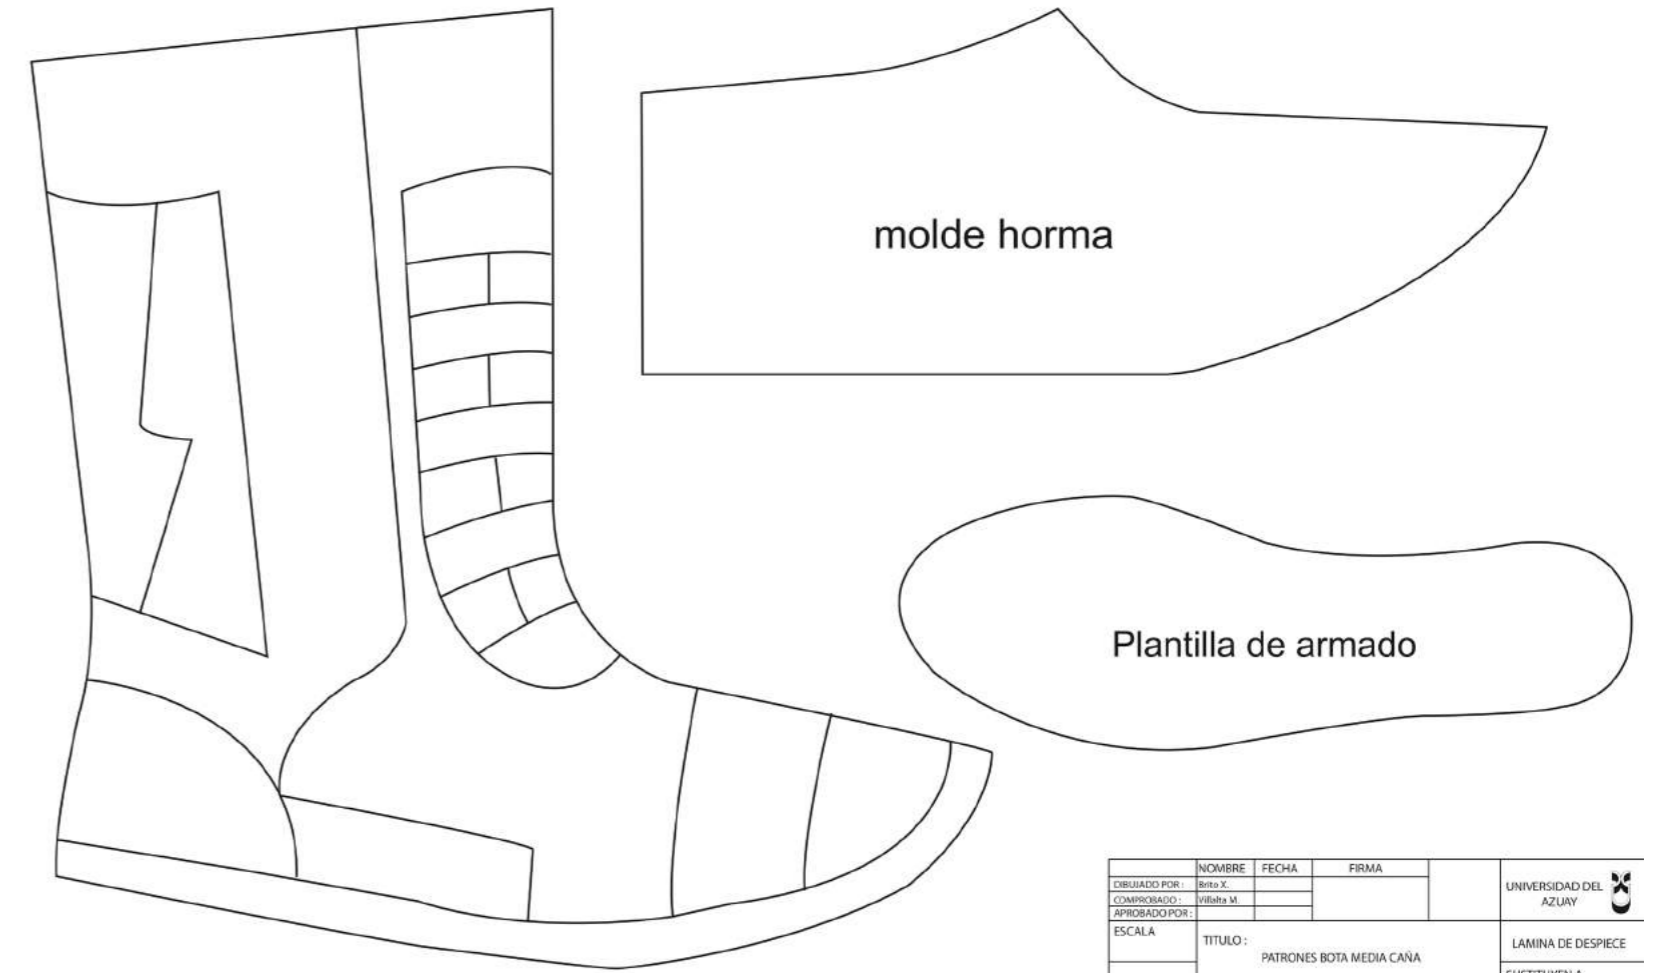 molde horma
Plantilla de armado
NOMBRE FECHA FIRMA
DIBUJADO POR : Brito X.
COMPROBADO : Villalta M.
APROBADO POR :
UNIVERSIDAD DEL
AZUAY
ESCALA
TITULO :
PATRONES BOTA MEDIA CAÑA
LAMINA DE DESPIECE